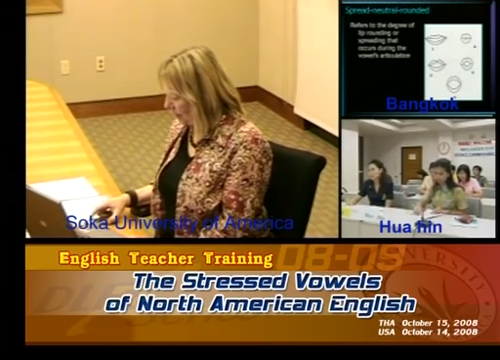 Spread-neutral-rounded
Refers to the degree of
lip rounding or
spreading that
occurs during the
vowel's articulation
Bangkok
Soka University of America
Hua hin
English Teacher Training
08-09
The Stressed Vowels
of North American English
THA October 15, 2008
USA October 14, 2008